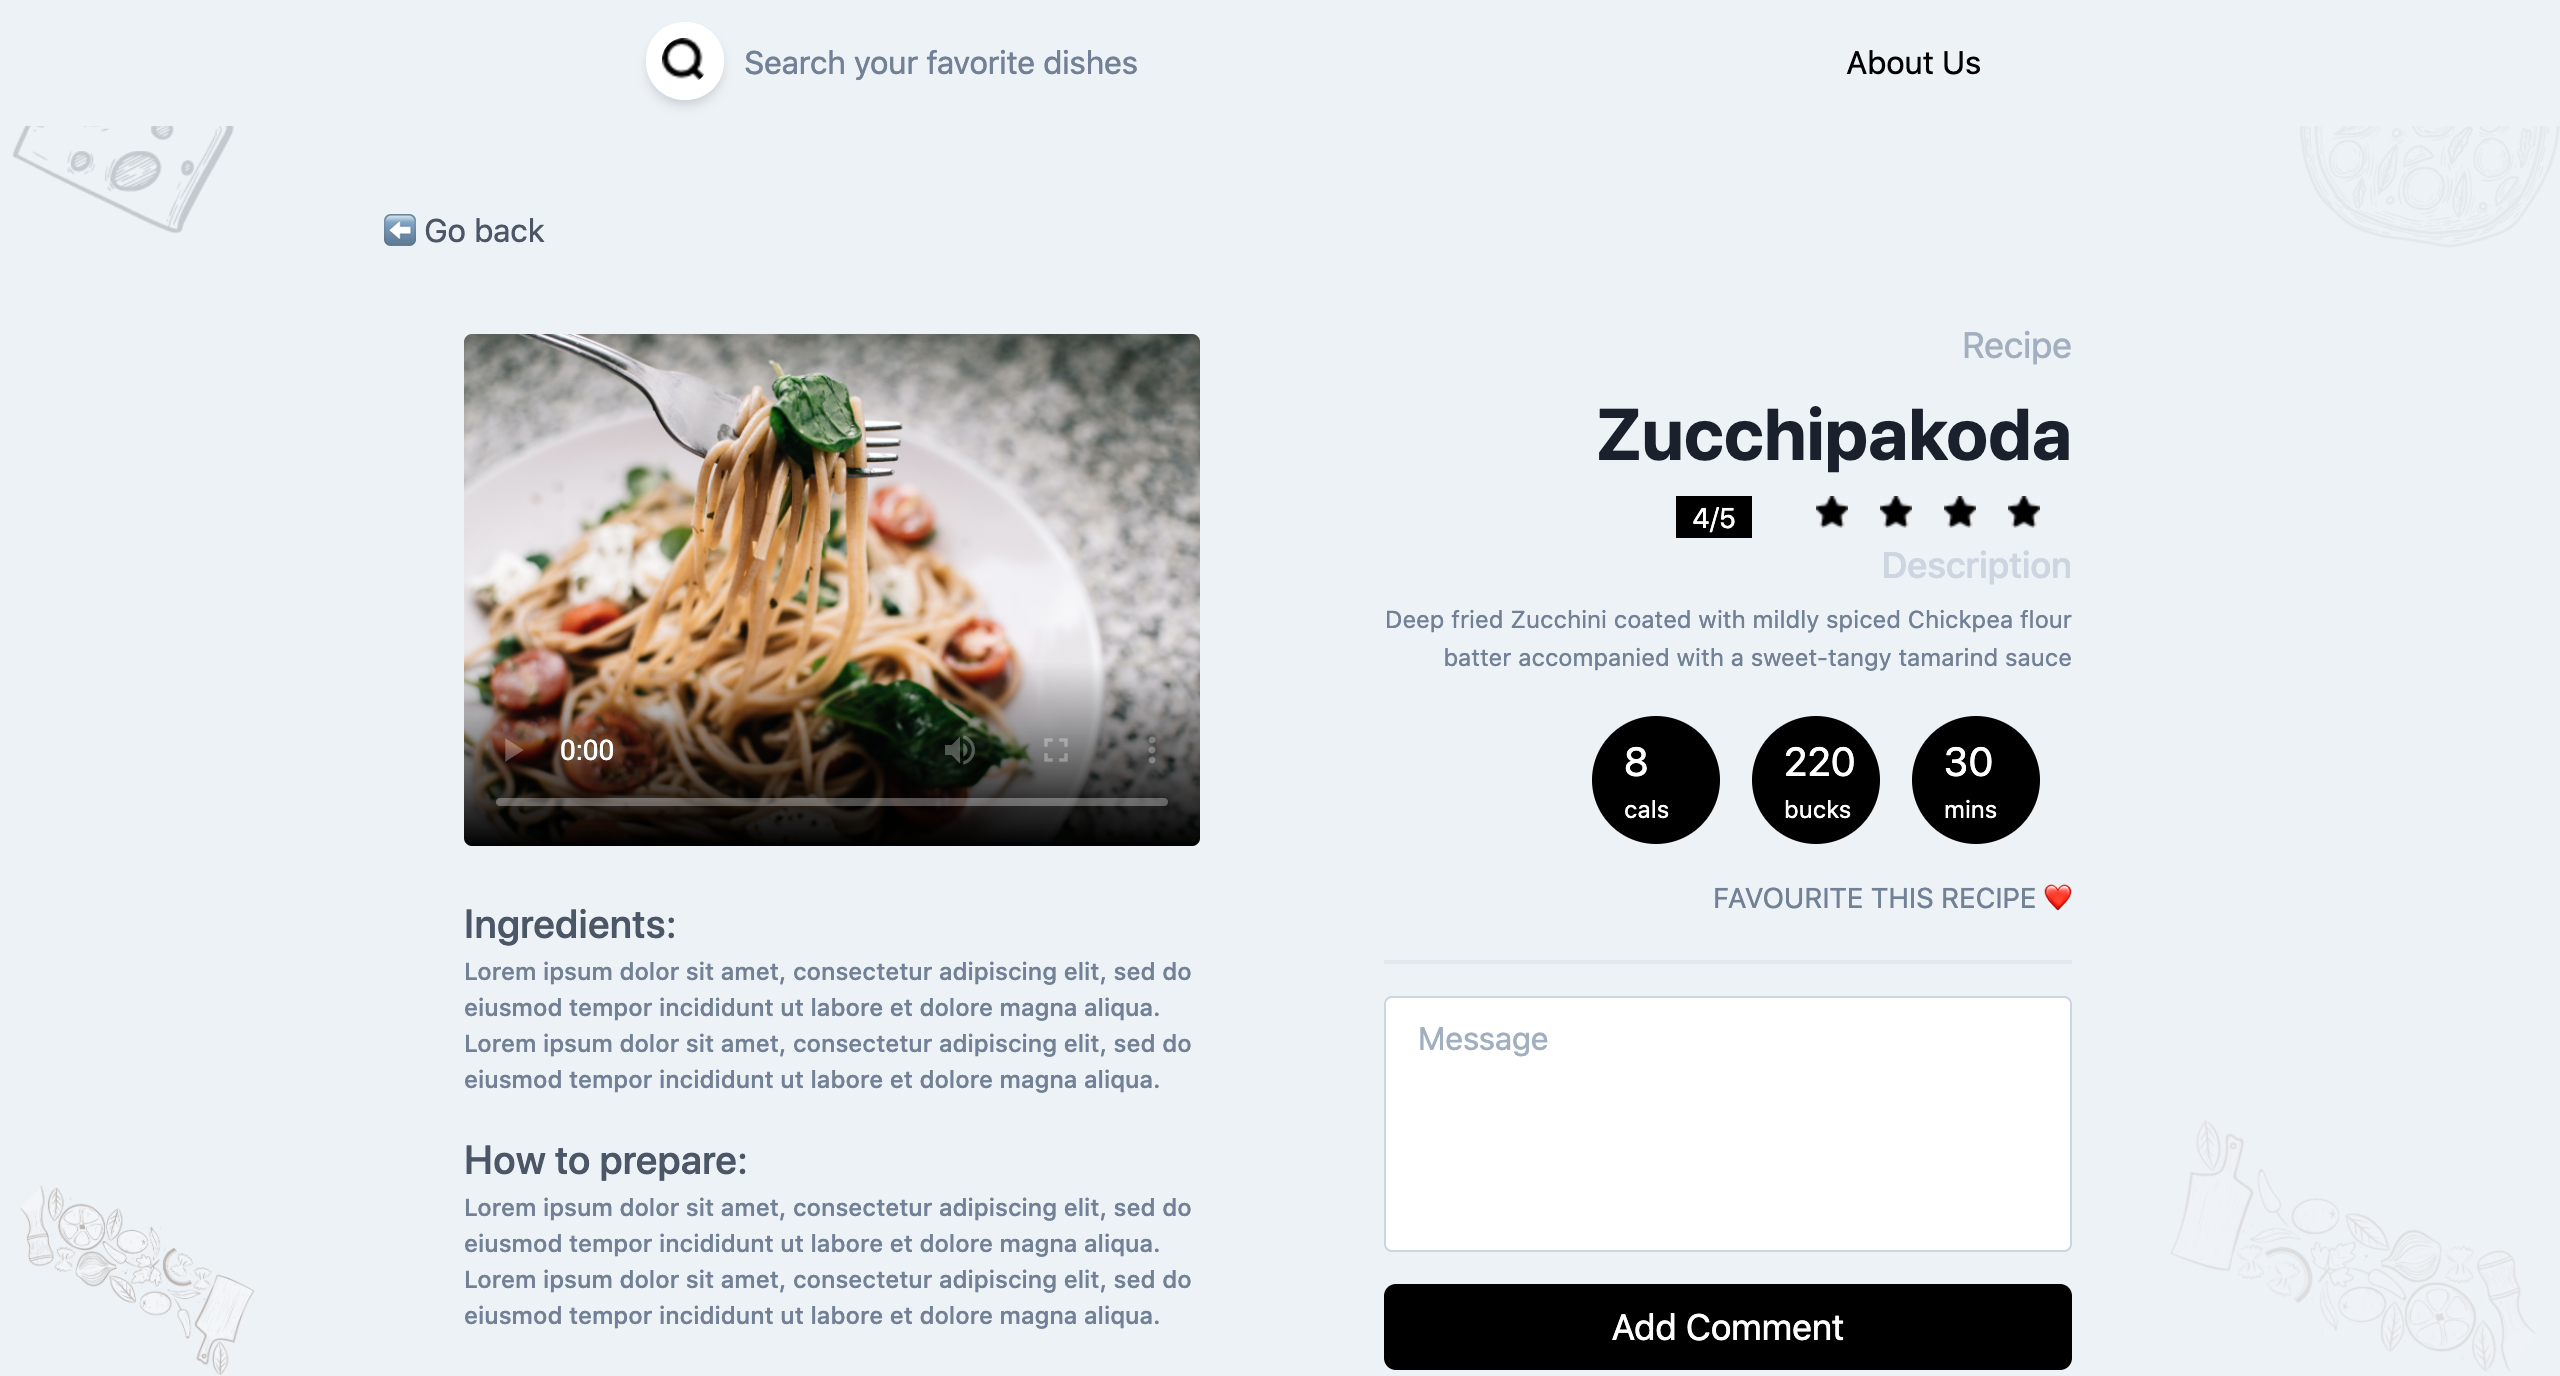 Search your favorite dishes
About Us
⬅️ Go back
0:00
Ingredients:
Lorem ipsum dolor sit amet, consectetur adipiscing elit, sed do
eiusmod tempor incididunt ut labore et dolore magna aliqua.
Lorem ipsum dolor sit amet, consectetur adipiscing elit, sed do
eiusmod tempor incididunt ut labore et dolore magna aliqua.
How to prepare:
Lorem ipsum dolor sit amet, consectetur adipiscing elit, sed do
eiusmod tempor incididunt ut labore et dolore magna aliqua.
Lorem ipsum dolor sit amet, consectetur adipiscing elit, sed do
eiusmod tempor incididunt ut labore et dolore magna aliqua.
Recipe
Zucchipakoda
4/5
Description
Deep fried Zucchini coated with mildly spiced Chickpea flour
batter accompanied with a sweet-tangy tamarind sauce
8 220 30
cals bucks mins
FAVOURITE THIS RECIPE ❤️
Message
Add Comment